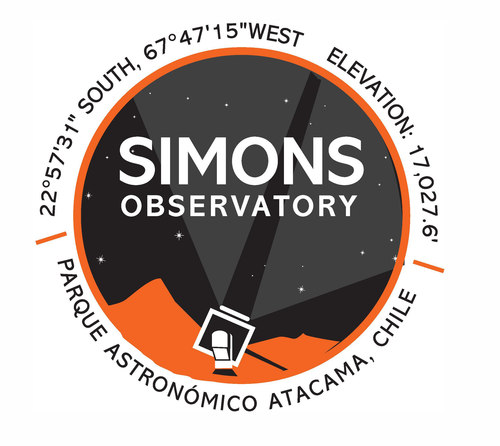 22°57'31" SOUTH, 67°47'15"WEST
ELEVATION: 17,027.6'
SIMONS
OBSERVATORY
PARQUE ASTRONÓMICO ATACAMA, CHILE